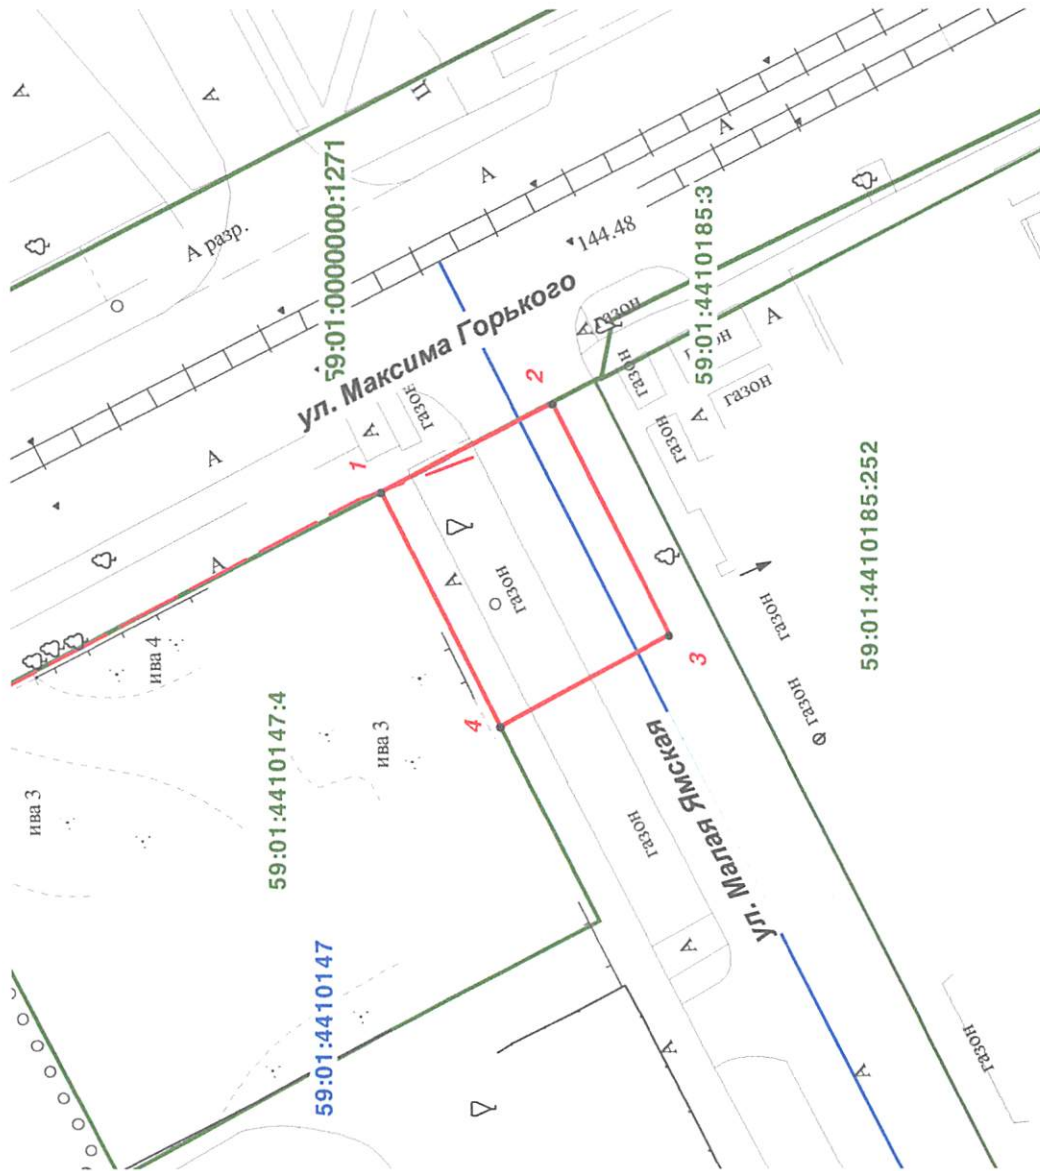 А
А
Ц
А разр.
А
А
59:01:0000000:1271
144.48
59:01:4410185:3
ул. Максима Горького
А
газон
А
газон
А
газон
газон
газон
А
газон
1
2
3
4
А
ива 4
А
газон
59:01:4410147:4
ива 3
ива 3
59:01:4410185:252
газон
газон
газон
ул. Малая Ямская
А
59:01:4410147
А
А
газон